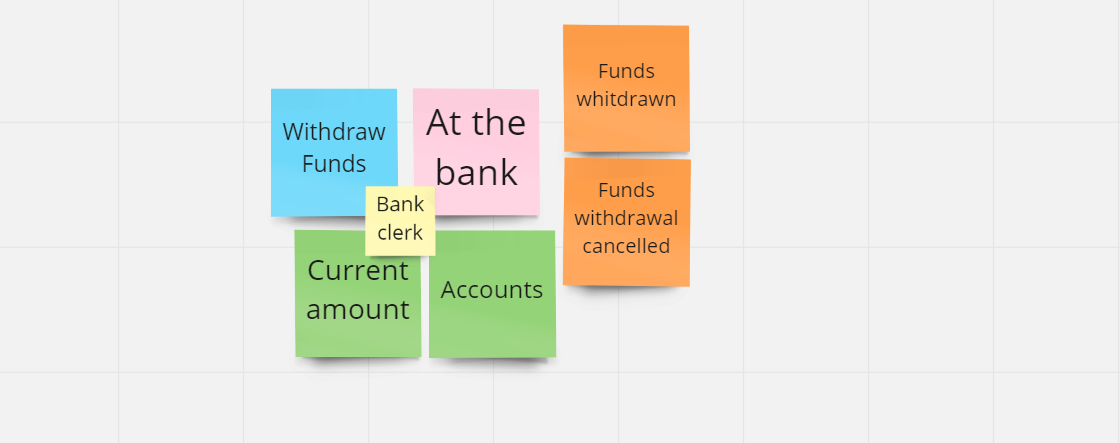 Withdraw
Funds
At the
bank
Funds
whitdrawn
Bank
clerk
Funds
withdrawal
cancelled
Current
amount
Accounts